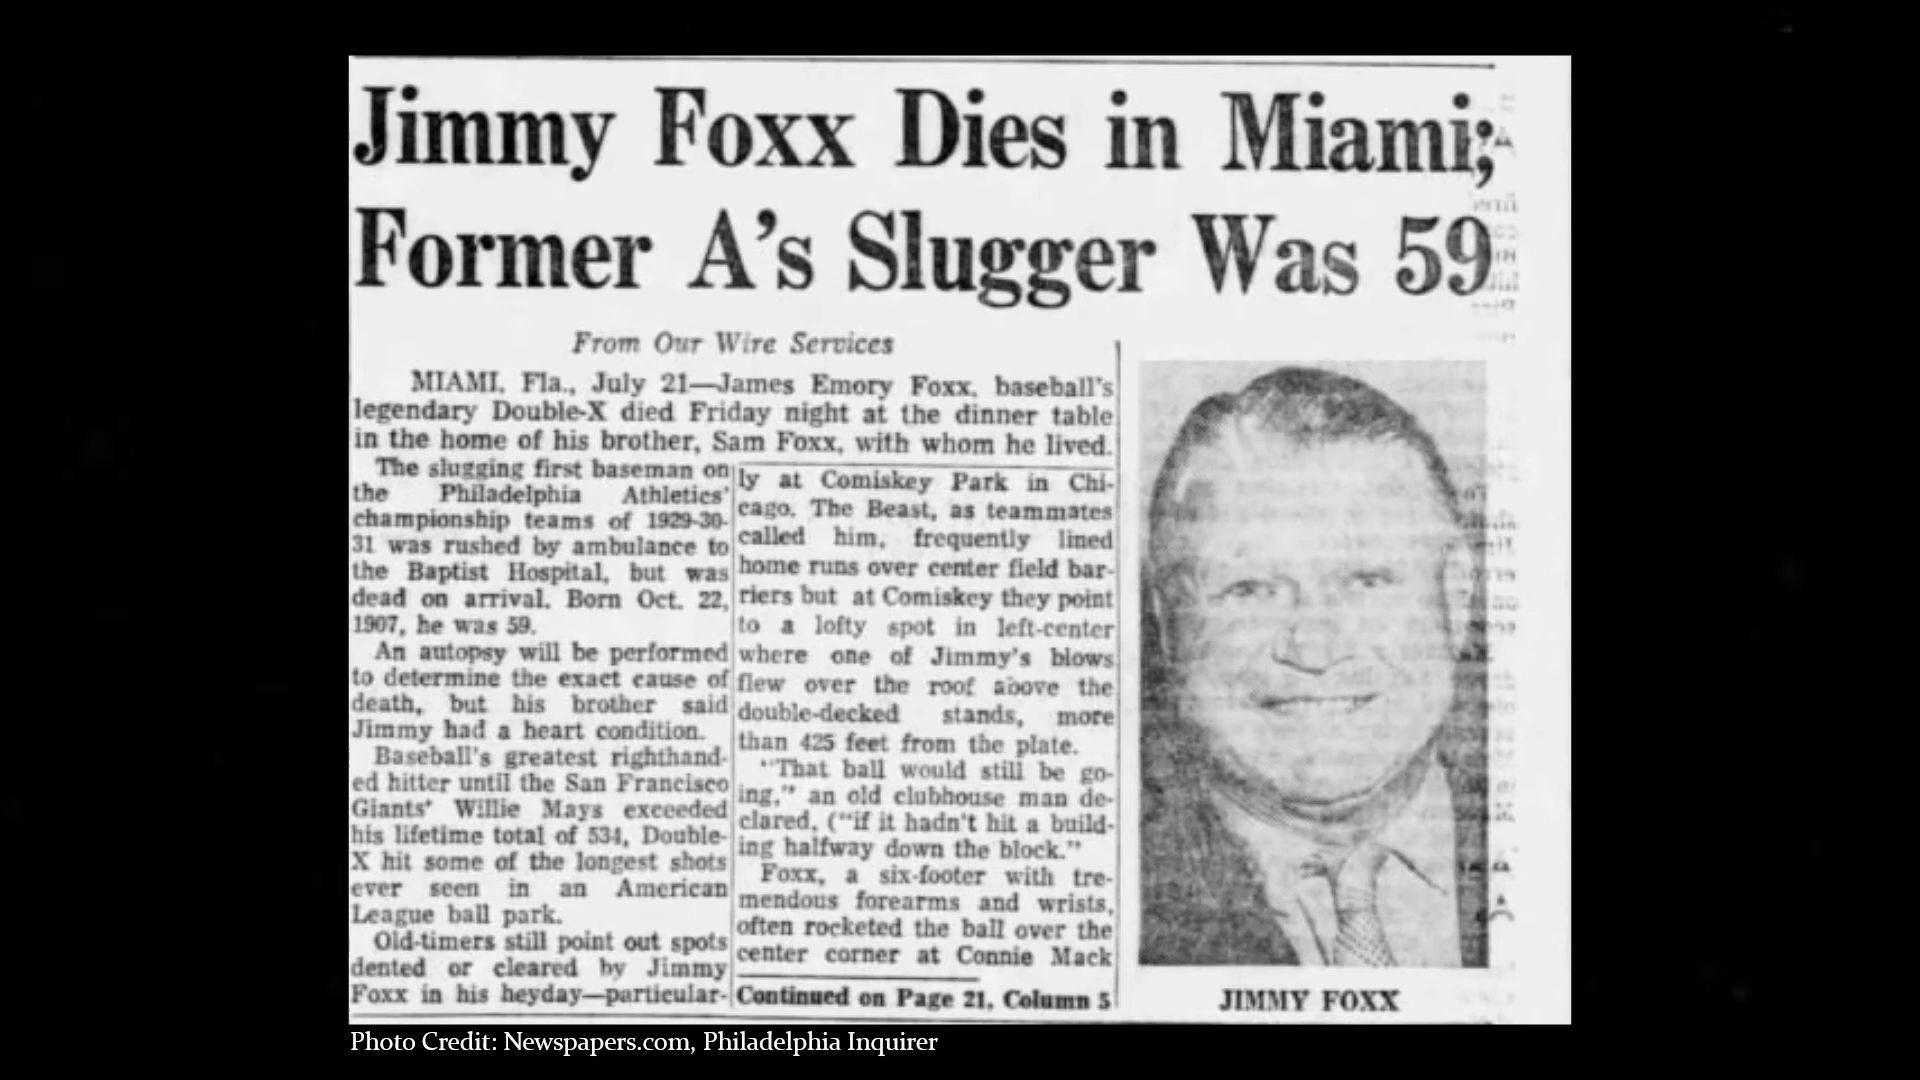 Jimmy Foxx Dies in Miami;
Former A's Slugger Was 59
From Our Wire Services
MIAMI, Fla., July 21—James Emory Foxx, baseball's
legendary Double-X died Friday night at the dinner table
in the home of his brother, Sam Foxx, with whom he lived.
The slugging first baseman on
the Philadelphia Athletics'
championship teams of 1929-30-
31 was rushed by ambulance to
the Baptist Hospital, but was
dead on arrival. Born Oct. 22,
1907, he was 59.
An autopsy will be performed
to determine the exact cause of
death, but his brother said
Jimmy had a heart condition.
Baseball's greatest righthand-
ed hitter until the San Francisco
Giants' Willie Mays exceeded
his lifetime total of 534, Double-
X hit some of the longest shots
ever seen in an American
League ball park.
Old-timers still point out spots
dented or cleared by Jimmy
Foxx in his heyday—particular-
ly at Comiskey Park in Chi-
cago. The Beast, as teammates
called him, frequently lined
home runs over center field bar-
riers but at Comiskey they point
to a lofty spot in left-center
where one of Jimmy's blows
flew over the roof above the
double-decked stands, more
than 425 feet from the plate.
"That ball would still be go-
ing," an old clubhouse man de-
clared, ("if it hadn't hit a build-
ing halfway down the block."
Foxx, a six-footer with tre-
mendous forearms and wrists,
often rocketed the ball over the
center corner at Connie Mack
Continued on Page 21, Column 5
JIMMY FOXX
Photo Credit: Newspapers.com, Philadelphia Inquirer